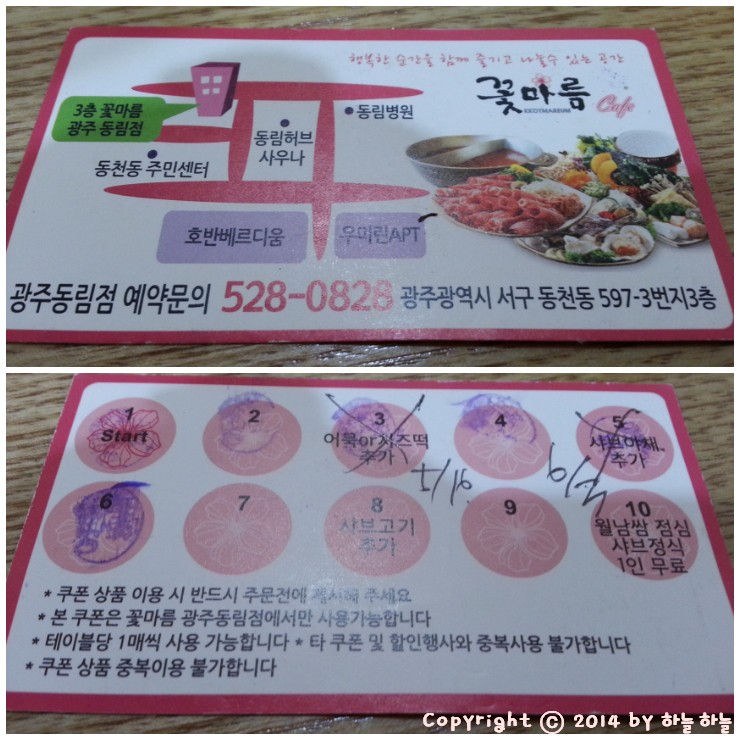 행복한 순간을 함께 즐기고 나눌수 있는 공간
꽃마름
KKOTMAREUM
Cafe
3층 꽃마름
광주 동림점
동림병원
동림허브
사우나
동천동 주민센터
호반베르디움
우미린APT
광주동림점 예약문의 528-0828 광주광역시 서구 동천동 597-3번지3층
1
Start
2
3
어묵or치즈떡
추가
4
5
샤브야채
추가
6
7
8
샤브고기
추가
9
10
월남쌈 점심
샤브정식
1인 무료
* 쿠폰 상품 이용 시 반드시 주문전에 제시해 주세요
* 본 쿠폰은 꽃마름 광주동림점에서만 사용가능합니다
* 테이블당 1매씩 사용 가능합니다 * 타 쿠폰 및 할인행사와 중복사용 불가합니다
* 쿠폰 상품 중복이용 불가합니다
Copyright ⓒ 2014 by 하늘하늘